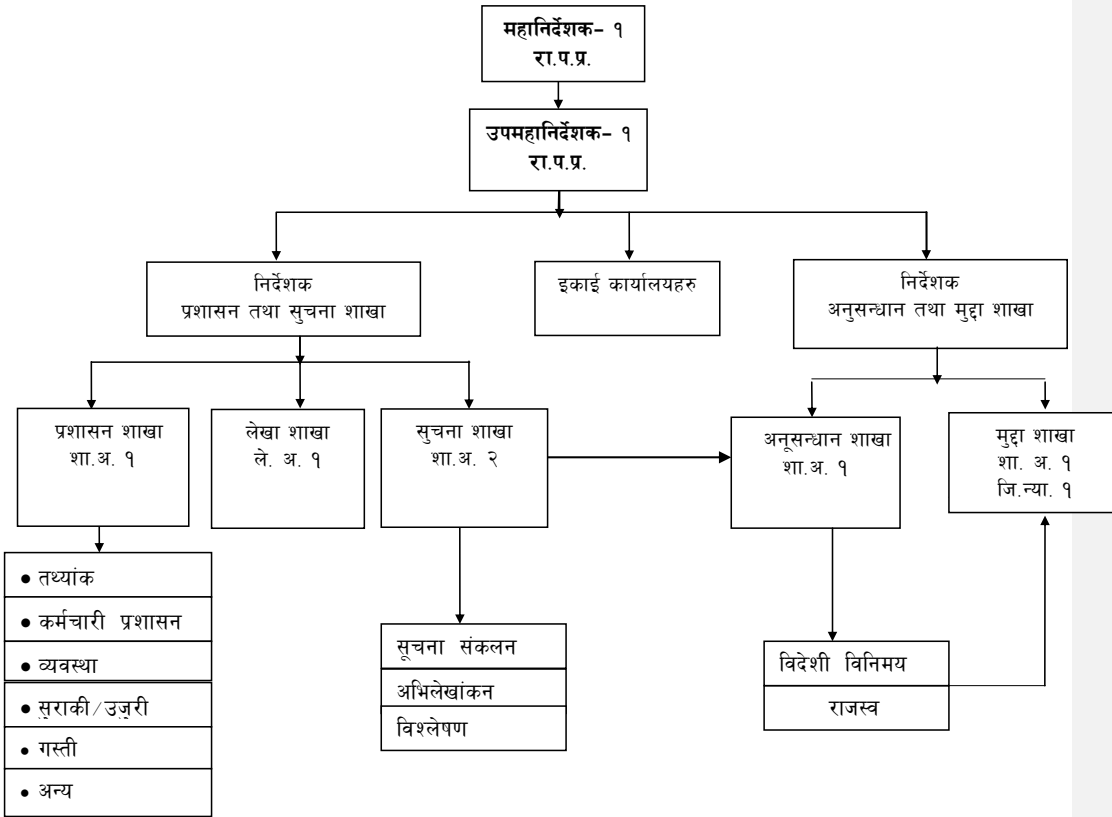 महानिर्देशक- १
रा.प.प्र.
उपमहानिर्देशक- १
रा.प.प्र.
निर्देशक
प्रशासन तथा सुचना शाखा
इकाई कार्यालयहरु
निर्देशक
अनुसन्धान तथा मुद्दा शाखा
प्रशासन शाखा
शा.अ. १
लेखा शाखा
ले. अ. १
सुचना शाखा
शा.अ. २
अनूसन्धान शाखा
शा.अ. १
मुद्दा शाखा
शा. अ. १
जि.न्या. १
• तथ्यांक
• कर्मचारी प्रशासन
• व्यवस्था
• सुराकी/उजुरी
• गस्ती
• अन्य
सूचना संकलन
अभिलेखांकन
विश्लेषण
विदेशी विनिमय
राजस्व